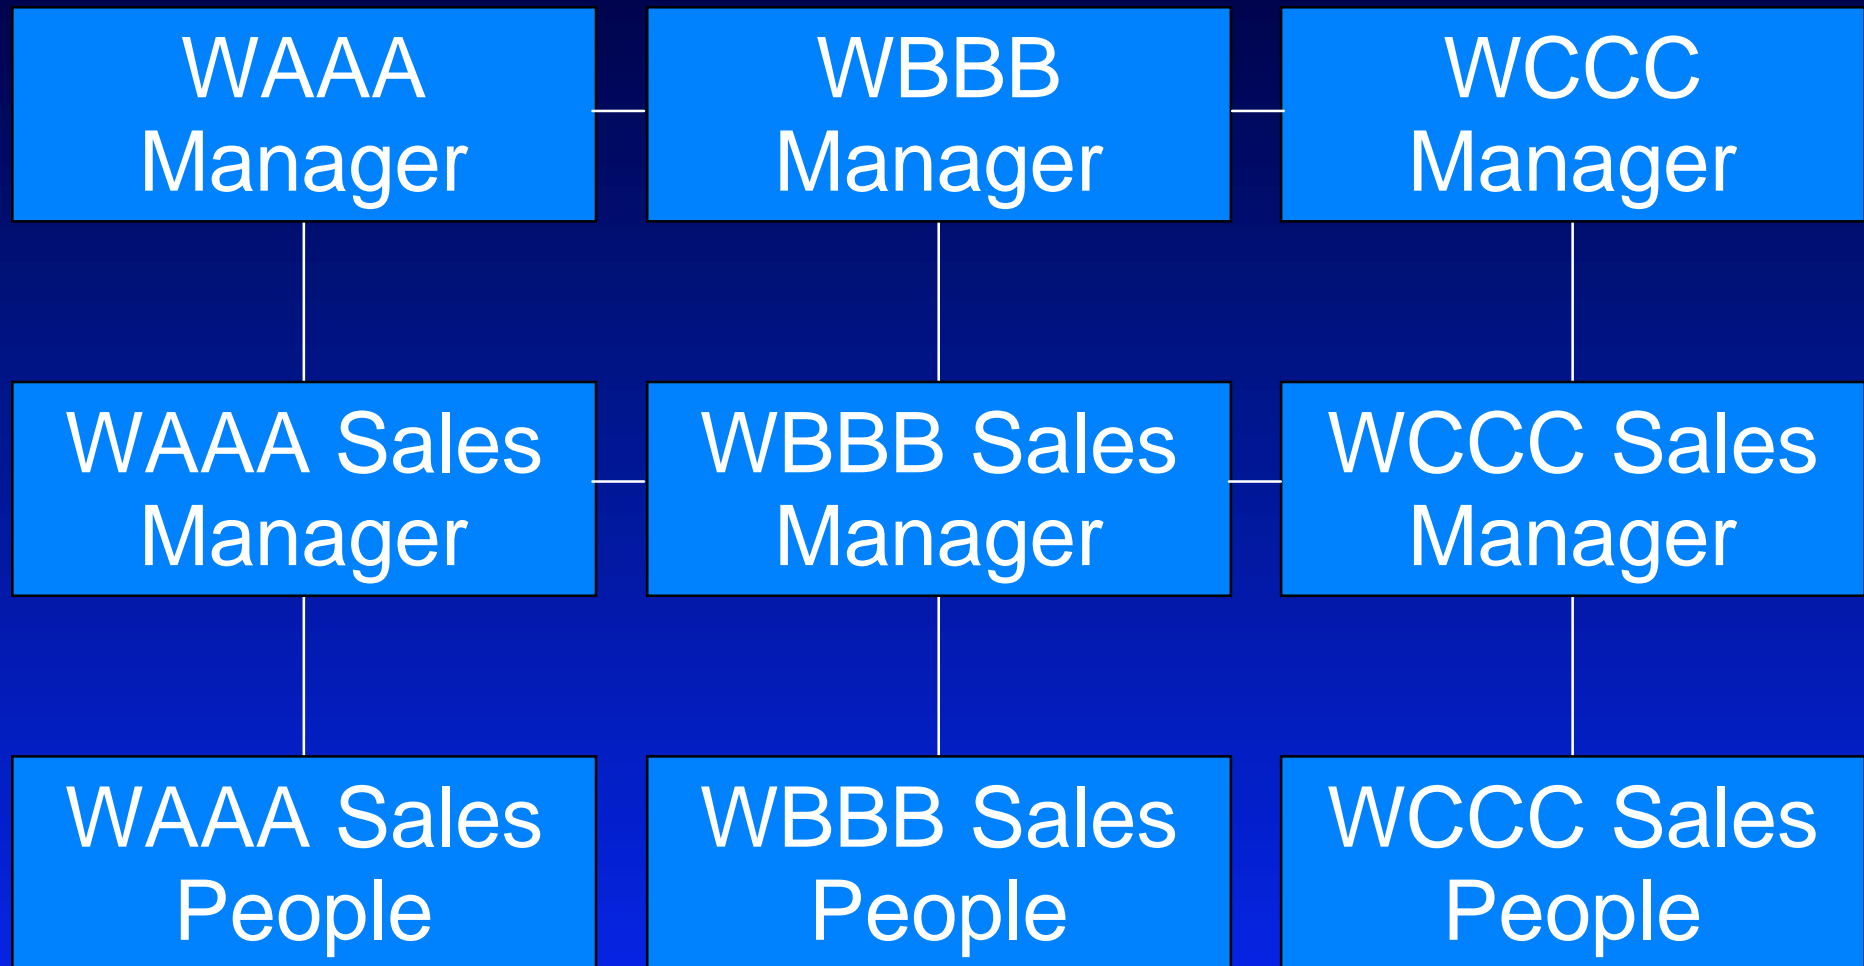 WAAA
Manager
WBBB
Manager
WCCC
Manager
WAAA Sales
Manager
WBBB Sales
Manager
WCCC Sales
Manager
WAAA Sales
People
WBBB Sales
People
WCCC Sales
People